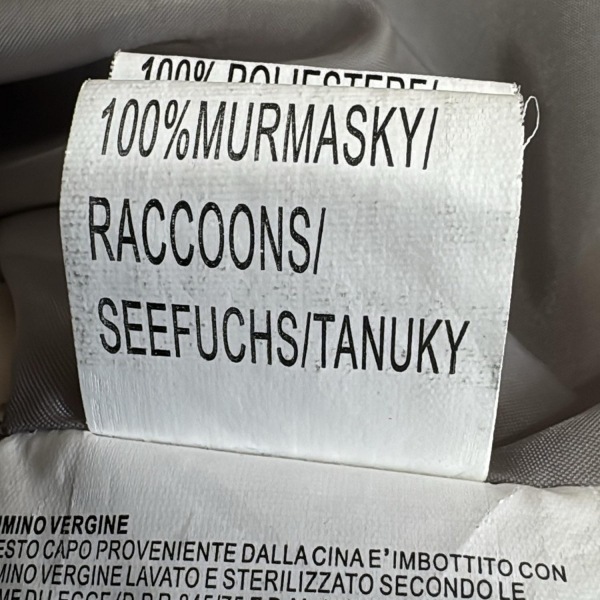 100% POLIESTERE/
100%MURMASKY/
RACCOONS/
SEEFUCHS/TANUKY
VERGINE
ESTO CAPO PROVENIENTE DALLA CINA E' IMBOTTITO CON
MINO VERGINE LAVATO E STERILIZZATO SECONDO LE